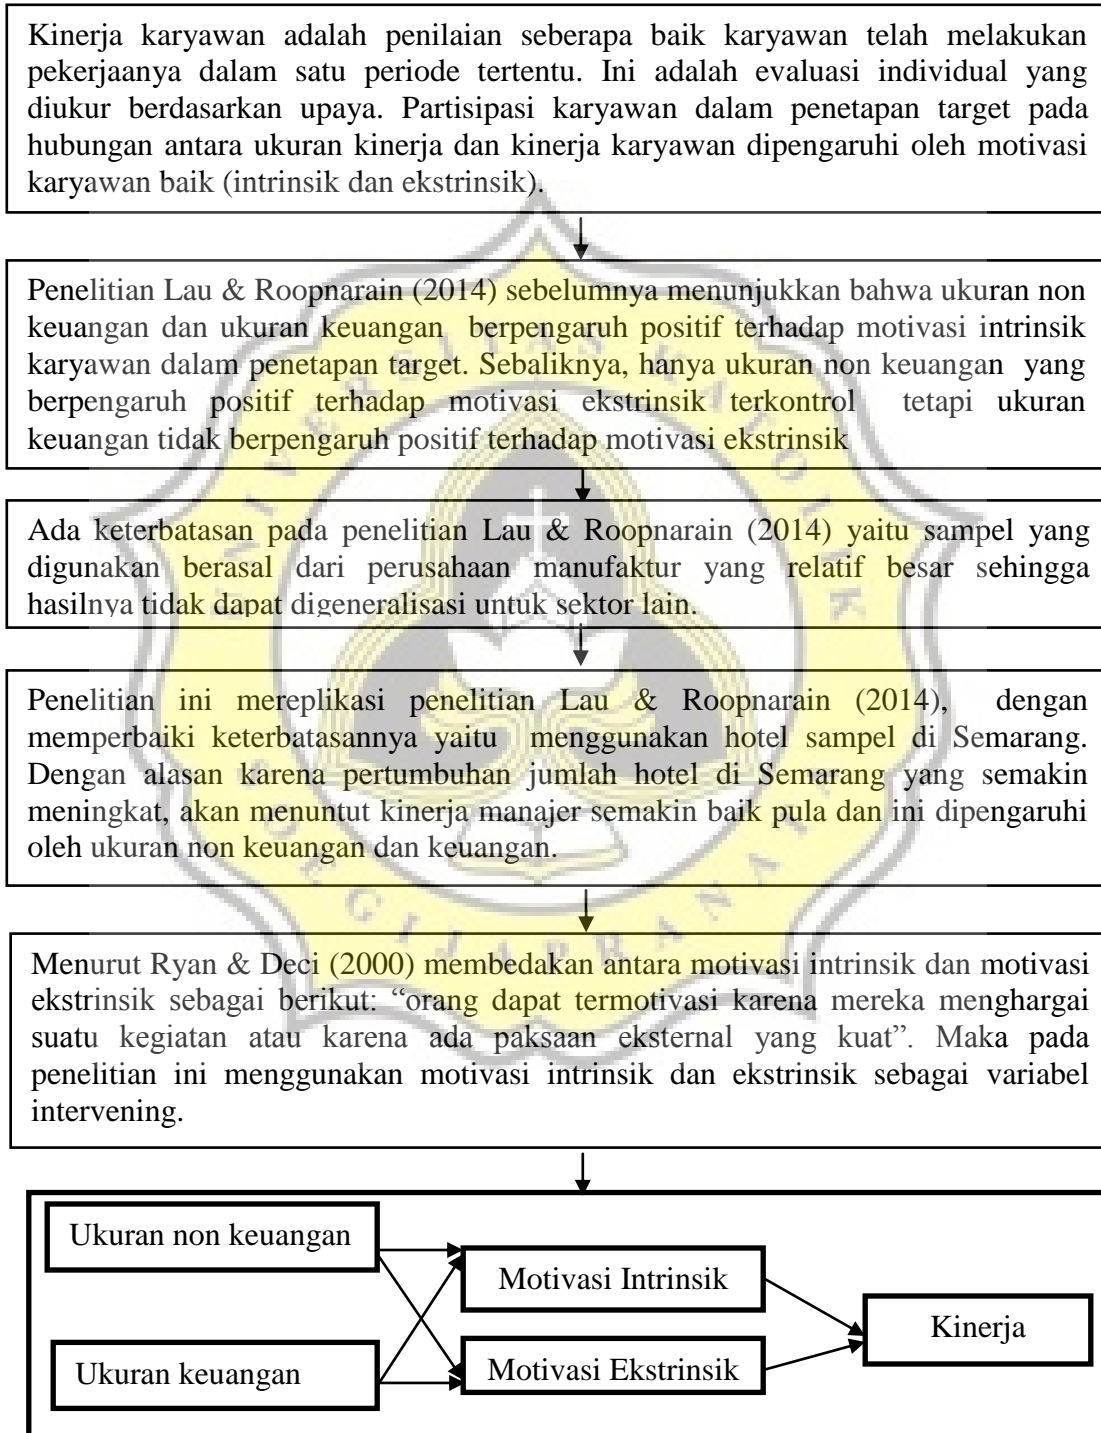 Kinerja karyawan adalah penilaian seberapa baik karyawan telah melakukan
pekerjaanya dalam satu periode tertentu. Ini adalah evaluasi individual yang
diukur berdasarkan upaya. Partisipasi karyawan dalam penetapan target pada
hubungan antara ukuran kinerja dan kinerja karyawan dipengaruhi oleh motivasi
karyawan baik (intrinsik dan ekstrinsik).
Penelitian Lau & Roopnarain (2014) sebelumnya menunjukkan bahwa ukuran non
keuangan dan ukuran keuangan berpengaruh positif terhadap motivasi intrinsik
karyawan dalam penetapan target. Sebaliknya, hanya ukuran non keuangan yang
berpengaruh positif terhadap motivasi ekstrinsik terkontrol tetapi ukuran
keuangan tidak berpengaruh positif terhadap motivasi ekstrinsik
Ada keterbatasan pada penelitian Lau & Roopnarain (2014) yaitu sampel yang
digunakan berasal dari perusahaan manufaktur yang relatif besar sehingga
hasilnya tidak dapat digeneralisasi untuk sektor lain.
Penelitian ini mereplikasi penelitian Lau & Roopnarain (2014), dengan
memperbaiki keterbatasannya yaitu menggunakan hotel sampel di Semarang.
Dengan alasan karena pertumbuhan jumlah hotel di Semarang yang semakin
meningkat, akan menuntut kinerja manajer semakin baik pula dan ini dipengaruhi
oleh ukuran non keuangan dan keuangan.
Menurut Ryan & Deci (2000) membedakan antara motivasi intrinsik dan motivasi
ekstrinsik sebagai berikut: “orang dapat termotivasi karena mereka menghargai
suatu kegiatan atau karena ada paksaan eksternal yang kuat”. Maka pada
penelitian ini menggunakan motivasi intrinsik dan ekstrinsik sebagai variabel
intervening.
Ukuran non keuangan
Motivasi Intrinsik
Kinerja
Ukuran keuangan
Motivasi Ekstrinsik
UNIVERSITAS KATOLIK
SOEGIJAPRANATA